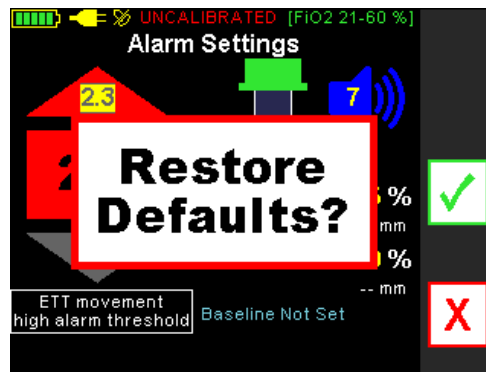 UNCALIBRATED [FiO2 21-60 %]
Alarm Settings
2.3
7
Restore
Defaults?
%
mm
%
-- mm
ETT movement
high alarm threshold
Baseline Not Set
X